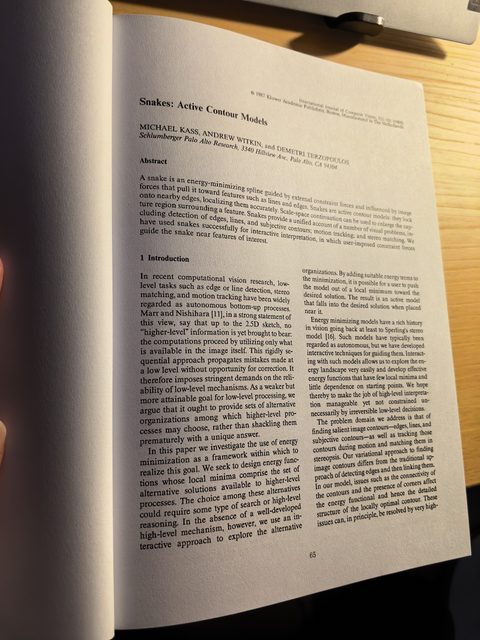 International Journal of Computer Vision,
© 1987 Kluwer Academic Publishers, Boston, Manufactured in The Netherlands
Snakes: Active Contour Models
MICHAEL KASS, ANDREW WITKIN, and DEMETRI TERZOPOULOS
Schlumberger Palo Alto Research, 3340 Hillview Ave., Palo Alto, CA 94304
Abstract
A snake is an energy-minimizing spline guided by external constraint forces and influenced by image
forces that pull it toward features such as lines and edges. Snakes are active contour models: they lock
onto nearby edges, localizing them accurately. Scale-space continuation can be used to enlarge the cap-
ture region surrounding a feature. Snakes provide a unified account of a number of visual problems, in-
cluding detection of edges, lines, and subjective contours; motion tracking; and stereo matching. We
have used snakes successfully for interactive interpretation, in which user-imposed constraint forces
guide the snake near features of interest.
1 Introduction
In recent computational vision research, low-
level tasks such as edge or line detection, stereo
matching, and motion tracking have been widely
regarded as autonomous bottom-up processes.
Marr and Nishihara [11], in a strong statement of
this view, say that up to the 2.5D sketch, no
"higher-level" information is yet brought to bear:
the computations proceed by utilizing only what
is available in the image itself. This rigidly se-
quential approach propagates mistakes made at
a low level without opportunity for correction. It
therefore imposes stringent demands on the reli-
ability of low-level mechanisms. As a weaker but
more attainable goal for low-level processing, we
argue that it ought to provide sets of alternative
organizations among which higher-level pro-
cesses may choose, rather than shackling them
prematurely with a unique answer.
In this paper we investigate the use of energy
minimization as a framework within which to
realize this goal. We seek to design energy func-
tions whose local minima comprise the set of
alternative solutions available to higher-level
processes. The choice among these alternatives
could require some type of search or high-level
reasoning. In the absence of a well-developed
high-level mechanism, however, we use an in-
teractive approach to explore the alternative
organizations. By adding suitable energy terms to
the minimization, it is possible for a user to push
the model out of a local minimum toward the
desired solution. The result is an active model
that falls into the desired solution when placed
near it.
Energy minimizing models have a rich history
in vision going back at least to Sperling's stereo
model [16]. Such models have typically been
regarded as autonomous, but we have developed
interactive techniques for guiding them. Interact-
ing with such models allows us to explore the en-
ergy landscape very easily and develop effective
energy functions that have few local minima and
little dependence on starting points. We hope
thereby to make the job of high-level interpreta-
tion manageable yet not constrained un-
necessarily by irreversible low-level decisions.
The problem domain we address is that of
finding salient image contours—edges, lines, and
subjective contours—as well as tracking those
contours during motion and matching them in
stereopsis. Our variational approach to finding
image contours differs from the traditional ap-
proach of detecting edges and then linking them.
In our model, issues such as the connectivity of
the contours and the presence of corners affect
the energy functional and hence the detailed
structure of the locally optimal contour. These
issues can, in principle, be resolved by very high-
65